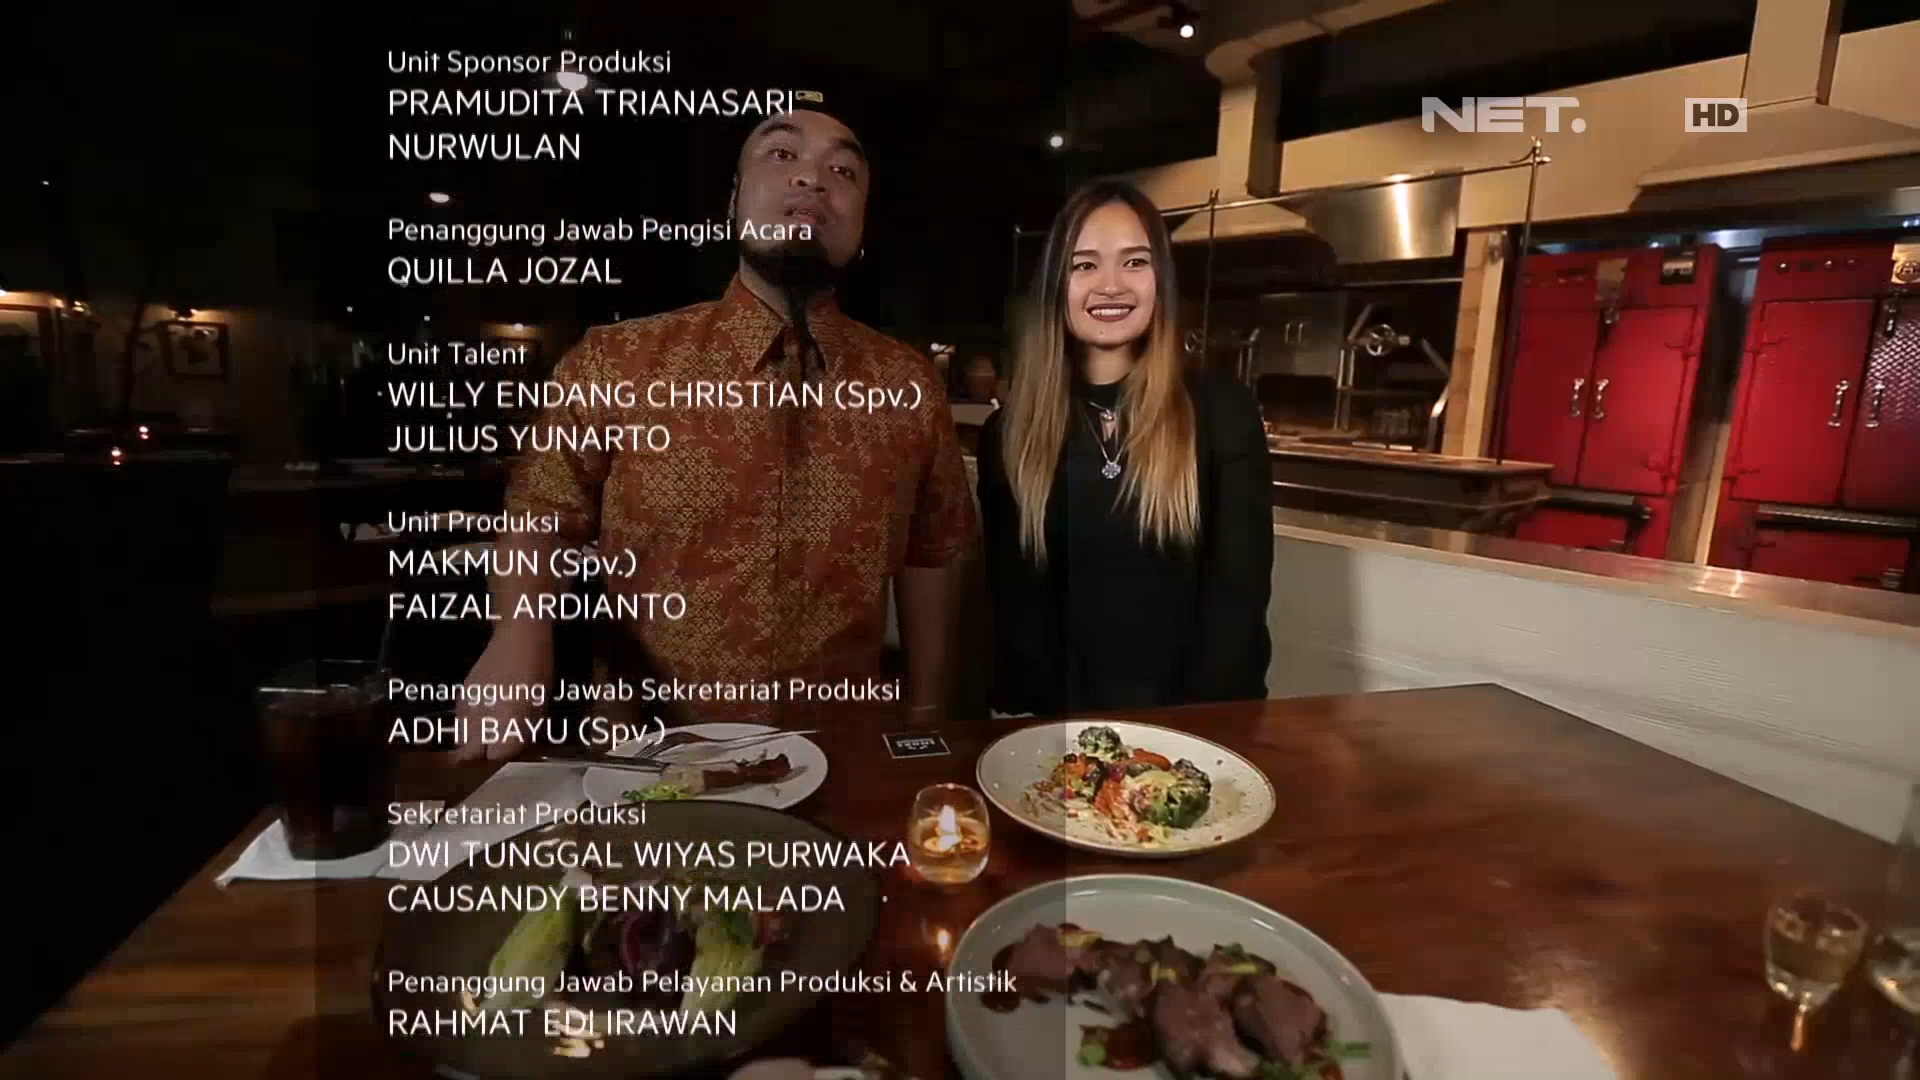 Unit Sponsor Produksi
PRAMUDITA TRIANASARI
NURWULAN
Penanggung Jawab Pengisi Acara
QUILLA JOZAL
Unit Talent
WILLY ENDANG CHRISTIAN (Spv.)
JULIUS YUNARTO
Unit Produksi
MAKMUN (Spv.)
FAIZAL ARDIANTO
Penanggung Jawab Sekretariat Produksi
ADHI BAYU (Spv.)
Sekretariat Produksi
DWI TUNGGAL WIYAS PURWAKA
CAUSANDY BENNY MALADA
Penanggung Jawab Pelayanan Produksi & Artistik
RAHMAT EDI IRAWAN
NET. HD